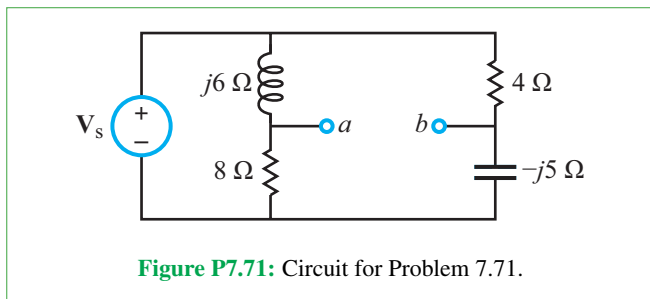 j6 Ω
4 Ω
V_s
+
−
a
b
8 Ω
−j5 Ω
Figure P7.71: Circuit for Problem 7.71.